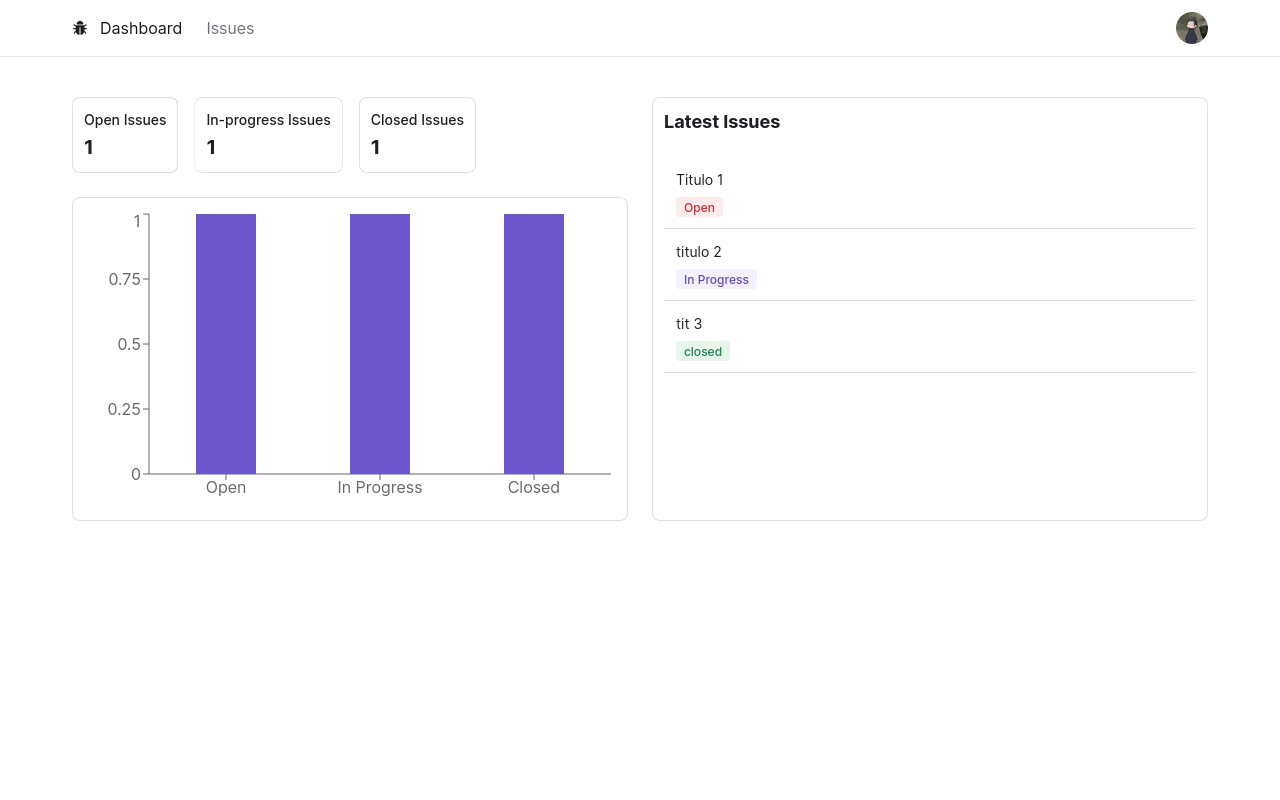 Dashboard Issues
Open Issues
1
In-progress Issues
1
Closed Issues
1
1
0.75
0.5
0.25
0
Open In Progress Closed
Latest Issues
Titulo 1
Open
titulo 2
In Progress
tit 3
closed